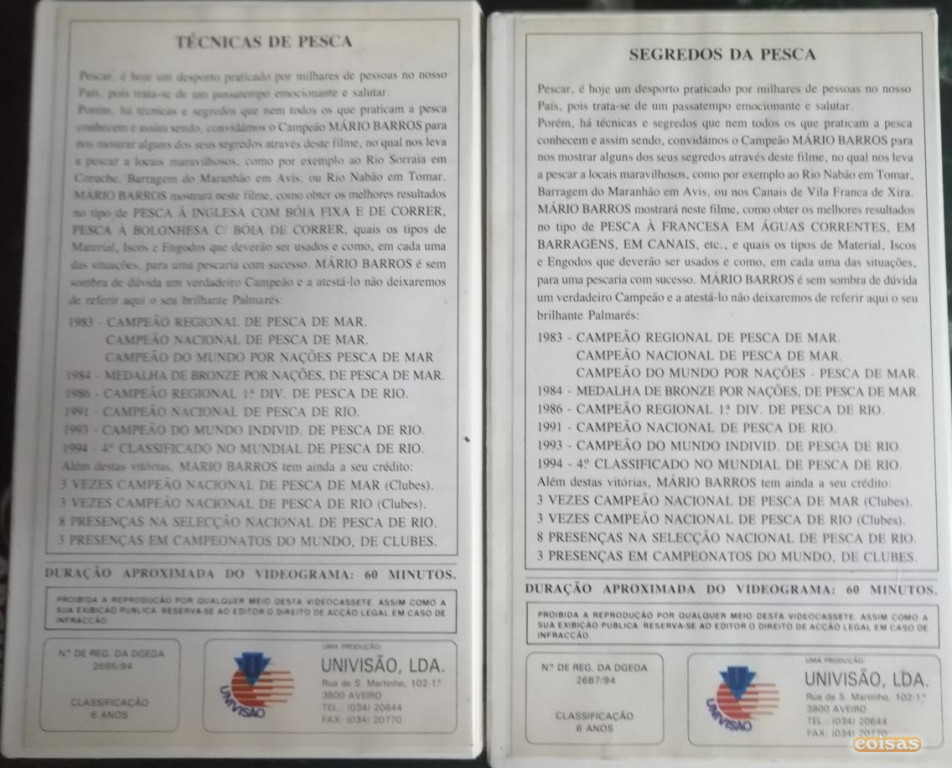 TÉCNICAS DE PESCA
Pescar, é hoje um desporto praticado por milhares de pessoas no nosso
País, pois trata-se de um passatempo emocionante e salutar.
Porém, há técnicas e segredos que nem todos os que praticam a pesca
conhecem e assim sendo, convidámos o Campeão MÁRIO BARROS para
nos mostrar alguns dos seus segredos através deste filme, no qual nos leva
a pescar a locais maravilhosos, como por exemplo ao Rio Sorraia em
Coruche, Barragem do Maranhão em Avis, ou Rio Nabão em Tomar.
MÁRIO BARROS mostrará neste filme, como obter os melhores resultados
no tipo de PESCA À INGLESA COM BÓIA FIXA E DE CORRER,
PESCA À BOLONHESA C/ BÓIA DE CORRER, quais os tipos de
Material, Iscos e Engodos que deverão ser usados e como, em cada uma
das situações, para uma pescaria com sucesso. MÁRIO BARROS é sem
sombra de dúvida um verdadeiro Campeão e a atestá-lo não deixaremos
de referir aqui o seu brilhante Palmarés:
1983 - CAMPEÃO REGIONAL DE PESCA DE MAR.
CAMPEÃO NACIONAL DE PESCA DE MAR.
CAMPEÃO DO MUNDO POR NAÇÕES PESCA DE MAR
1984 - MEDALHA DE BRONZE POR NAÇÕES, DE PESCA DE MAR.
1986 - CAMPEÃO REGIONAL 1ª DIV. DE PESCA DE RIO.
1991 - CAMPEÃO NACIONAL DE PESCA DE RIO.
1993 - CAMPEÃO DO MUNDO INDIVID. DE PESCA DE RIO.
1994 - 4º CLASSIFICADO NO MUNDIAL DE PESCA DE RIO.
Além destas vitórias, MÁRIO BARROS tem ainda a seu crédito:
3 VEZES CAMPEÃO NACIONAL DE PESCA DE MAR (Clubes).
3 VEZES CAMPEÃO NACIONAL DE PESCA DE RIO (Clubes).
8 PRESENÇAS NA SELECÇÃO NACIONAL DE PESCA DE RIO.
3 PRESENÇAS EM CAMPEONATOS DO MUNDO, DE CLUBES.
DURAÇÃO APROXIMADA DO VIDEOGRAMA: 60 MINUTOS.
PROIBIDA A REPRODUÇÃO POR QUALQUER MEIO DESTA VIDEOCASSETE. ASSIM COMO A
SUA EXIBIÇÃO PUBLICA. RESERVA-SE AO EDITOR O DIREITO DE ACÇÃO LEGAL EM CASO DE
INFRACÇÃO
Nº DE REG. DA DGEDA
2686/94
CLASSIFICAÇÃO
6 ANOS
UNIVISÃO
UMA PRODUÇÃO:
UNIVISÃO, LDA.
Rua de S. Martinho, 102-1.º
3800 AVEIRO
TEL.: (034) 20644
FAX: (034) 20770
SEGREDOS DA PESCA
Pescar, é hoje um desporto praticado por milhares de pessoas no nosso
País, pois trata-se de um passatempo emocionante e salutar.
Porém, há técnicas e segredos que nem todos os que praticam a pesca
conhecem e assim sendo, convidámos o Campeão MÁRIO BARROS para
nos mostrar alguns dos seus segredos através deste filme, no qual nos leva
a pescar a locais maravilhosos, como por exemplo ao Rio Nabão em Tomar,
Barragem do Maranhão em Avis, ou nos Canais de Vila Franca de Xira.
MÁRIO BARROS mostrará neste filme, como obter os melhores resultados
no tipo de PESCA À FRANCESA EM ÁGUAS CORRENTES, EM
BARRAGENS, EM CANAIS, etc., e quais os tipos de Material, Iscos
e Engodos que deverão ser usados e como, em cada uma das situações,
para uma pescaria com sucesso. MÁRIO BARROS é sem sombra de dúvida
um verdadeiro Campeão e a atestá-lo não deixaremos de referir aqui o seu
brilhante Palmarés:
1983 - CAMPEÃO REGIONAL DE PESCA DE MAR.
CAMPEÃO NACIONAL DE PESCA DE MAR.
CAMPEÃO DO MUNDO POR NAÇÕES - PESCA DE MAR.
1984 - MEDALHA DE BRONZE POR NAÇÕES, DE PESCA DE MAR.
1986 - CAMPEÃO REGIONAL 1ª DIV. DE PESCA DE RIO.
1991 - CAMPEÃO NACIONAL DE PESCA DE RIO.
1993 - CAMPEÃO DO MUNDO INDIVID. DE PESCA DE RIO.
1994 - 4º CLASSIFICADO NO MUNDIAL DE PESCA DE RIO.
Além destas vitórias, MÁRIO BARROS tem ainda a seu crédito:
3 VEZES CAMPEÃO NACIONAL DE PESCA DE MAR (Clubes).
3 VEZES CAMPEÃO NACIONAL DE PESCA DE RIO (Clubes).
8 PRESENÇAS NA SELECÇÃO NACIONAL DE PESCA DE RIO.
3 PRESENÇAS EM CAMPEONATOS DO MUNDO, DE CLUBES.
DURAÇÃO APROXIMADA DO VIDEOGRAMA: 60 MINUTOS.
PROIBIDA A REPRODUÇÃO POR QUALQUER MEIO DESTA VIDEOCASSETE. ASSIM COMO A
SUA EXIBIÇÃO PUBLICA. RESERVA-SE AO EDITOR O DIREITO DE ACÇÃO LEGAL EM CASO DE
INFRACÇÃO
Nº DE REG. DA DGEDA
2687/94
CLASSIFICAÇÃO
6 ANOS
UNIVISÃO
UMA PRODUÇÃO:
UNIVISÃO, LDA.
Rua de S. Martinho, 102-1.º
3800 AVEIRO
TEL.: (034) 20644
FAX: (034) 20770
coisas